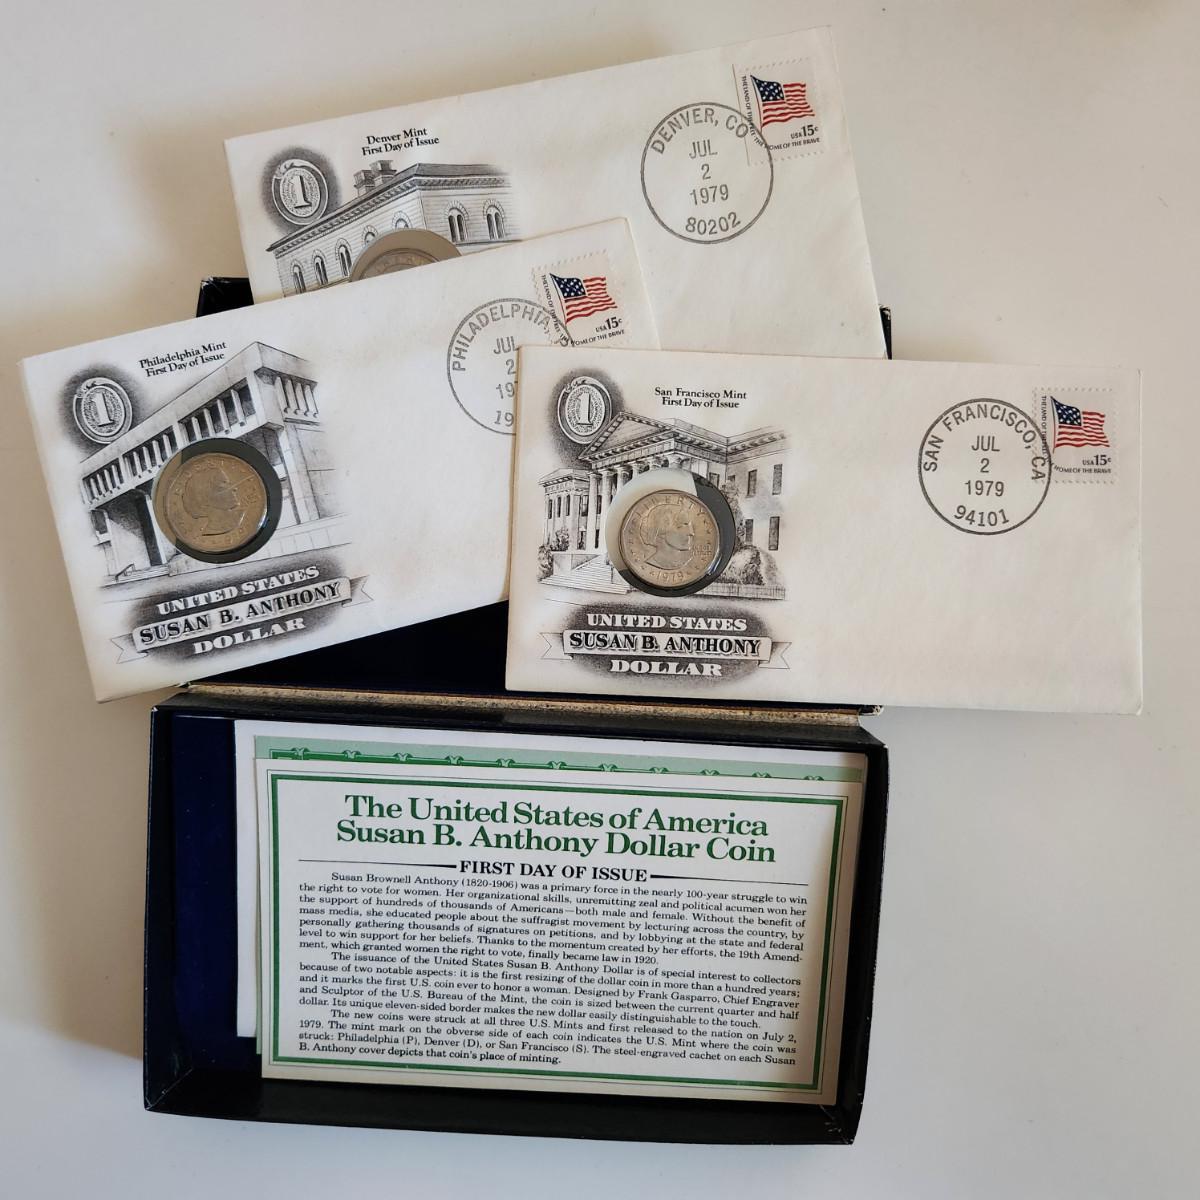 Denver Mint
First Day of Issue
1
DENVER, CO
JUL
2
1979
80202
THE LAND OF THE FREE, THE HOME OF THE BRAVE
USA 15c
Philadelphia Mint
First Day of Issue
1
PHILADELPHIA,
JUL
2
THE LAND OF THE FREE, THE HOME OF THE BRAVE
USA 15c
UNITED STATES
SUSAN B. ANTHONY
DOLLAR
San Francisco Mint
First Day of Issue
1
LIBERTY
1979
SAN FRANCISCO, CA
JUL
2
1979
94101
THE LAND OF THE FREE, THE HOME OF THE BRAVE
USA 15c
UNITED STATES
SUSAN B. ANTHONY
DOLLAR
The United States of America
Susan B. Anthony Dollar Coin
FIRST DAY OF ISSUE
Susan Brownell Anthony (1820-1906) was a primary force in the nearly 100-year struggle to win
the right to vote for women. Her organizational skills, unremitting zeal and political acumen won her
the support of hundreds of thousands of Americans—both male and female. Without the benefit of
mass media, she educated people about the suffragist movement by lecturing across the country, by
personally gathering thousands of signatures on petitions, and by lobbying at the state and federal
level to win support for her beliefs. Thanks to the momentum created by her efforts, the 19th Amend-
ment, which granted women the right to vote, finally became law in 1920.
The issuance of the United States Susan B. Anthony Dollar is of special interest to collectors
because of two notable aspects: it is the first resizing of the dollar coin in more than a hundred years;
and it marks the first U.S. coin ever to honor a woman. Designed by Frank Gasparro, Chief Engraver
and Sculptor of the U.S. Bureau of the Mint, the coin is sized between the current quarter and half
dollar. Its unique eleven-sided border makes the new dollar easily distinguishable to the touch.
The new coins were struck at all three U.S. Mints and first released to the nation on July 2,
1979. The mint mark on the obverse side of each coin indicates the U.S. Mint where the coin was
struck: Philadelphia (P), Denver (D), or San Francisco (S). The steel-engraved cachet on each Susan
B. Anthony cover depicts that coin's place of minting.